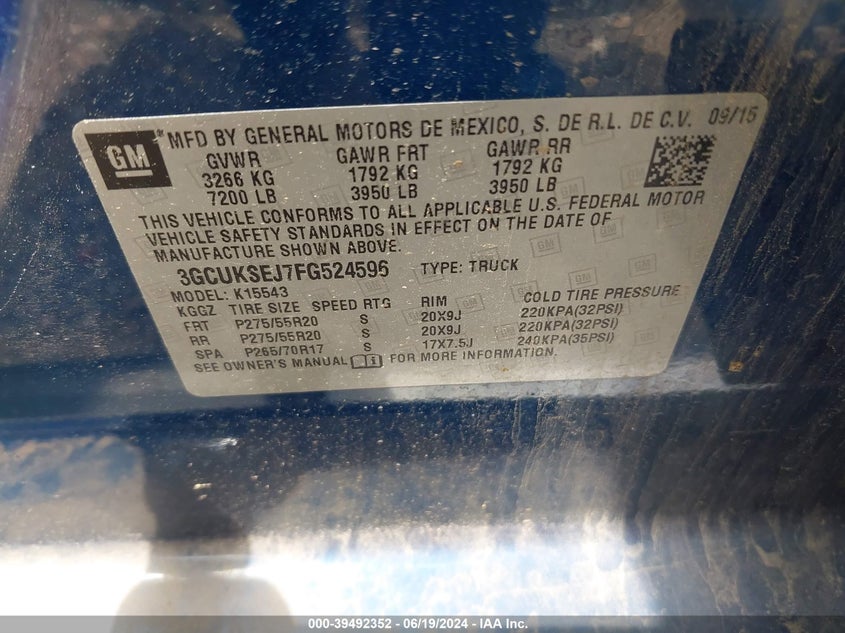 GM
MFD BY GENERAL MOTORS DE MEXICO, S. DE R.L. DE C.V. 09/15
GVWR GAWR FRT GAWR RR
3266 KG 1792 KG 1792 KG
7200 LB 3950 LB 3950 LB
THIS VEHICLE CONFORMS TO ALL APPLICABLE U.S. FEDERAL MOTOR
VEHICLE SAFETY STANDARDS IN EFFECT ON THE DATE OF
MANUFACTURE SHOWN ABOVE.
3GCUKSEJ7FG524596 TYPE: TRUCK
MODEL: K15543
KGGZ TIRE SIZE SPEED RTG RIM COLD TIRE PRESSURE
FRT P275/55R20 S 20X9J 220KPA(32PSI)
RR P275/55R20 S 20X9J 220KPA(32PSI)
SPA P265/70R17 S 17X7.5J 240KPA(35PSI)
SEE OWNER'S MANUAL FOR MORE INFORMATION.
000-39492352 / 06/19/2024 - IAA Inc.